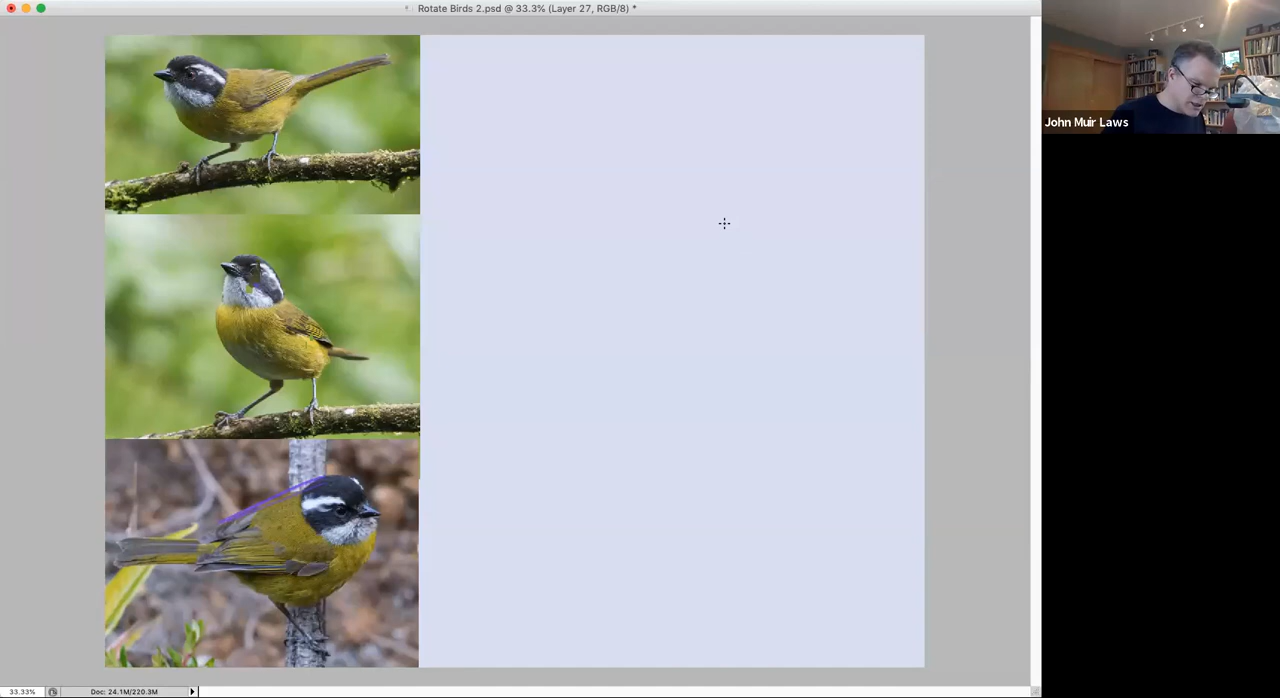 Rotate Birds 2.psd @ 33.3% (Layer 27, RGB/8) *
John Muir Laws
33.33%
Doc: 24.1M/220.3M